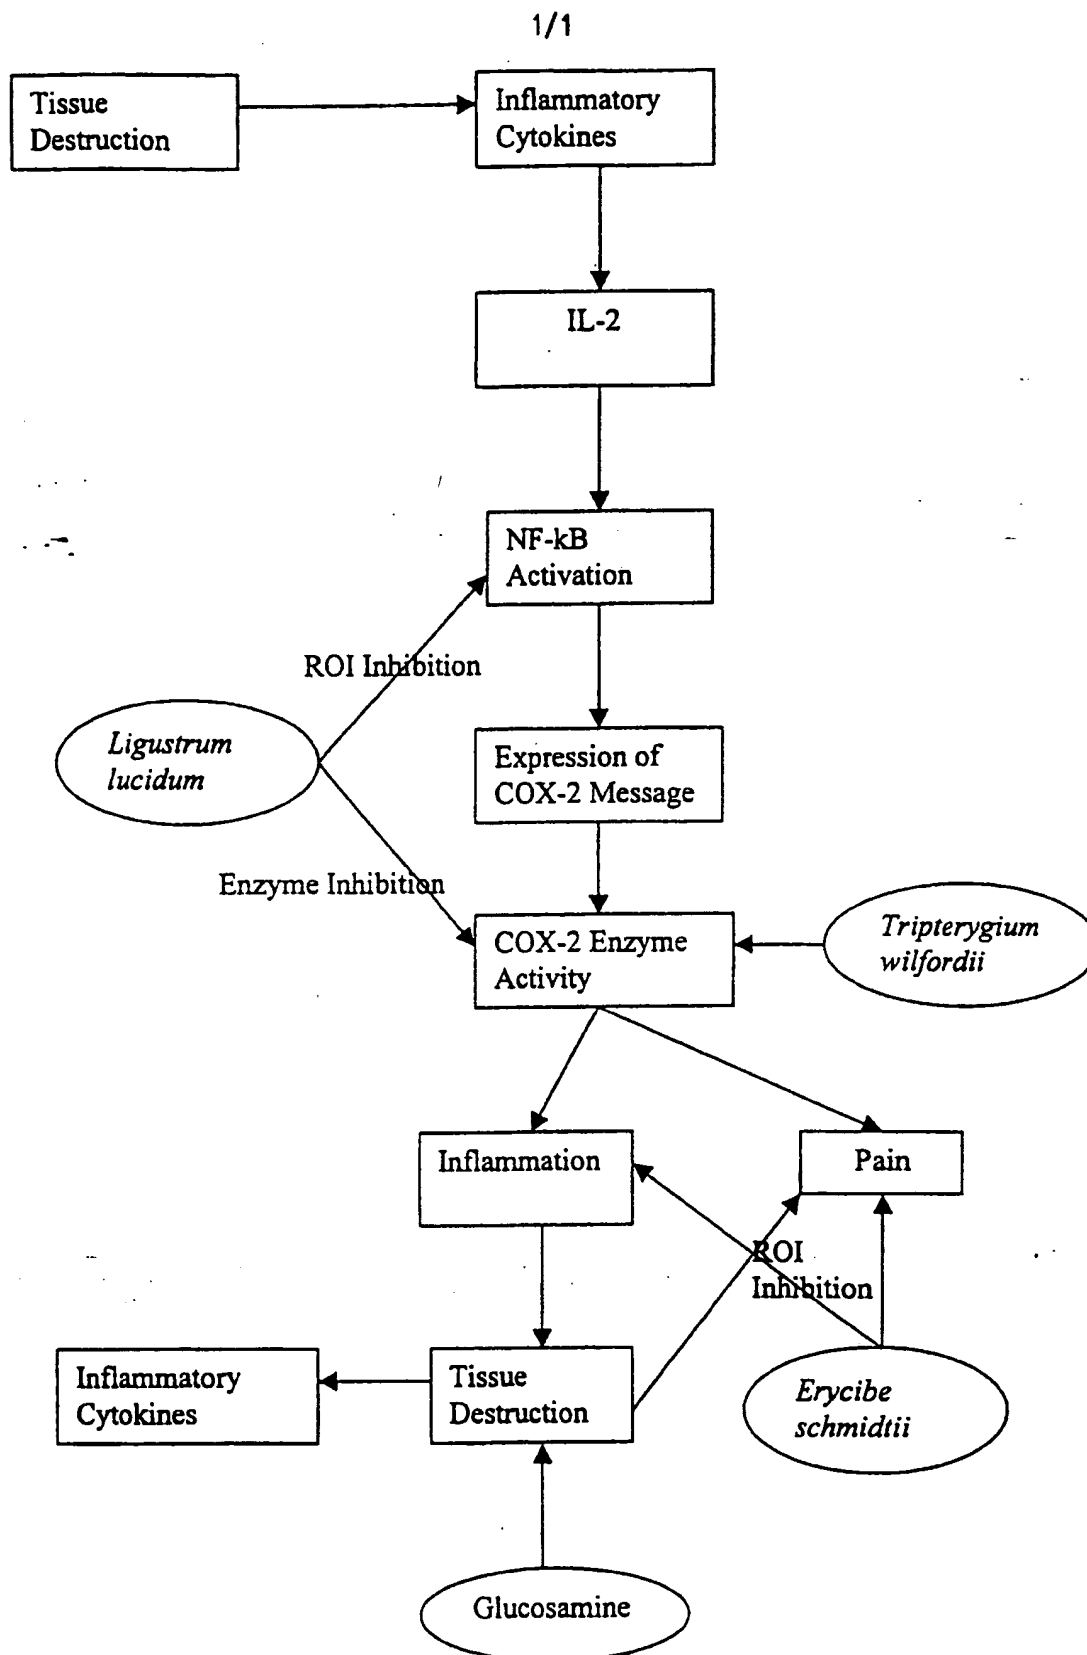 1/1
Tissue
Destruction
Inflammatory
Cytokines
IL-2
NF-kB
Activation
ROI Inhibition
Ligustrum
lucidum
Expression of
COX-2 Message
Enzyme Inhibition
COX-2 Enzyme
Activity
Tripterygium
wilfordii
Inflammation
Pain
ROI
Inhibition
Inflammatory
Cytokines
Tissue
Destruction
Erycibe
schmidtii
Glucosamine